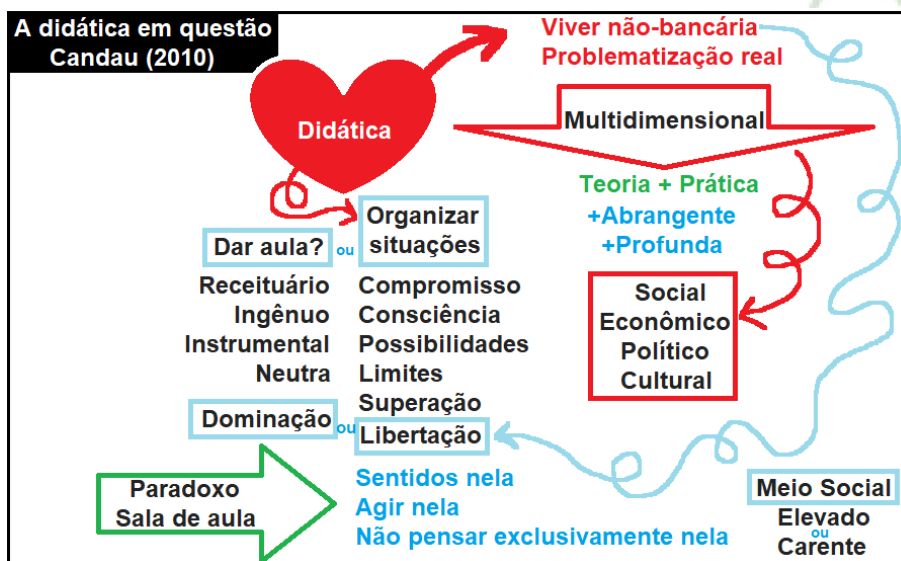 A didática em questão
Candau (2010)
Viver não-bancária
Problematização real
Didática
Multidimensional
Teoria + Prática
+Abrangente
+Profunda
Dar aula?
ou
Organizar
situações
Receituário
Ingênuo
Instrumental
Neutra
Compromisso
Consciência
Possibilidades
Limites
Superação
Social
Econômico
Político
Cultural
Dominação
ou
Libertação
Paradoxo
Sala de aula
Sentidos nela
Agir nela
Não pensar exclusivamente nela
Meio Social
Elevado
ou
Carente